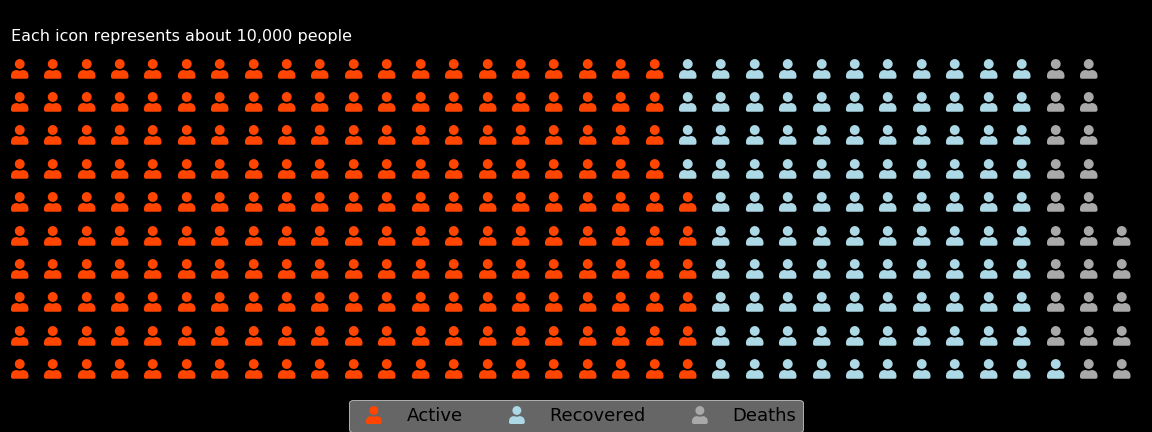 Each icon represents about 10,000 people
Active Recovered Deaths